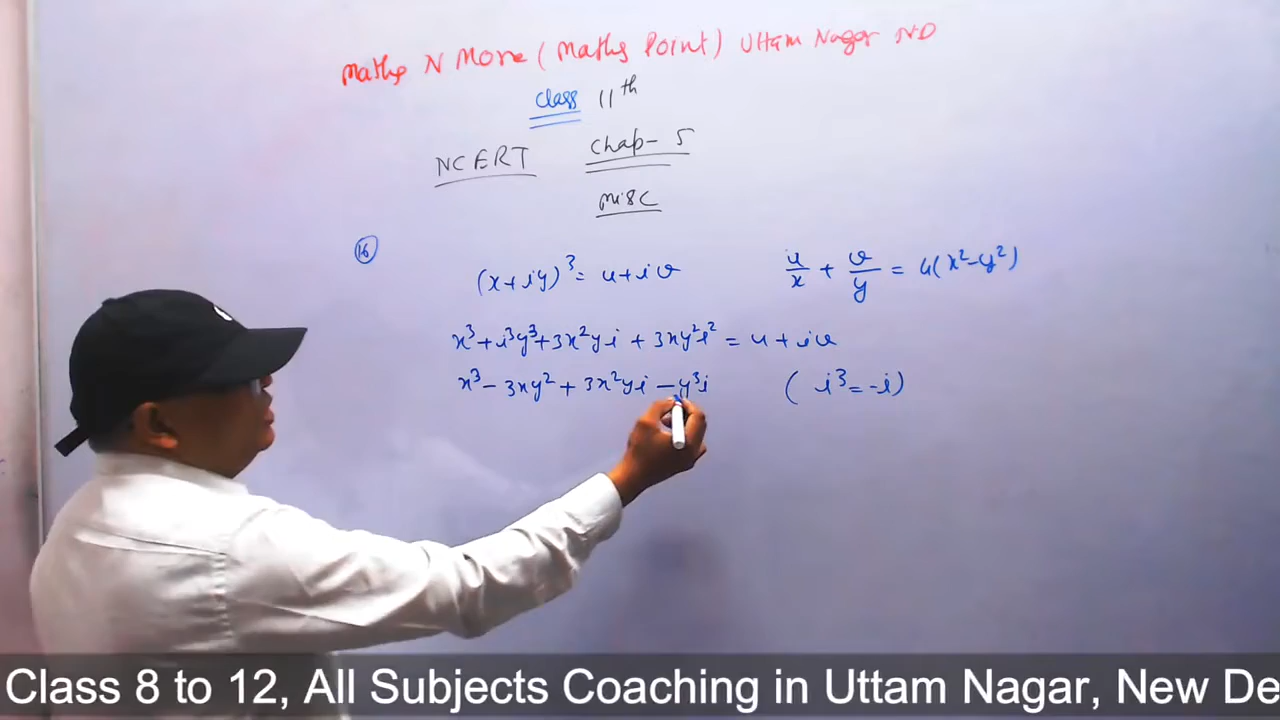 Maths N More (Maths Point) Uttam Nagar ND
Class 11th
NCERT Chap- 5
Misc
16
(x+iy)³ = u+iv u/x + v/y = 4(x²-y²)
x³+i³y³+3x²yi + 3xy²i² = u+iv
x³-3xy²+3x²yi-y³i (i³=-i)
Class 8 to 12, All Subjects Coaching in Uttam Nagar, New De